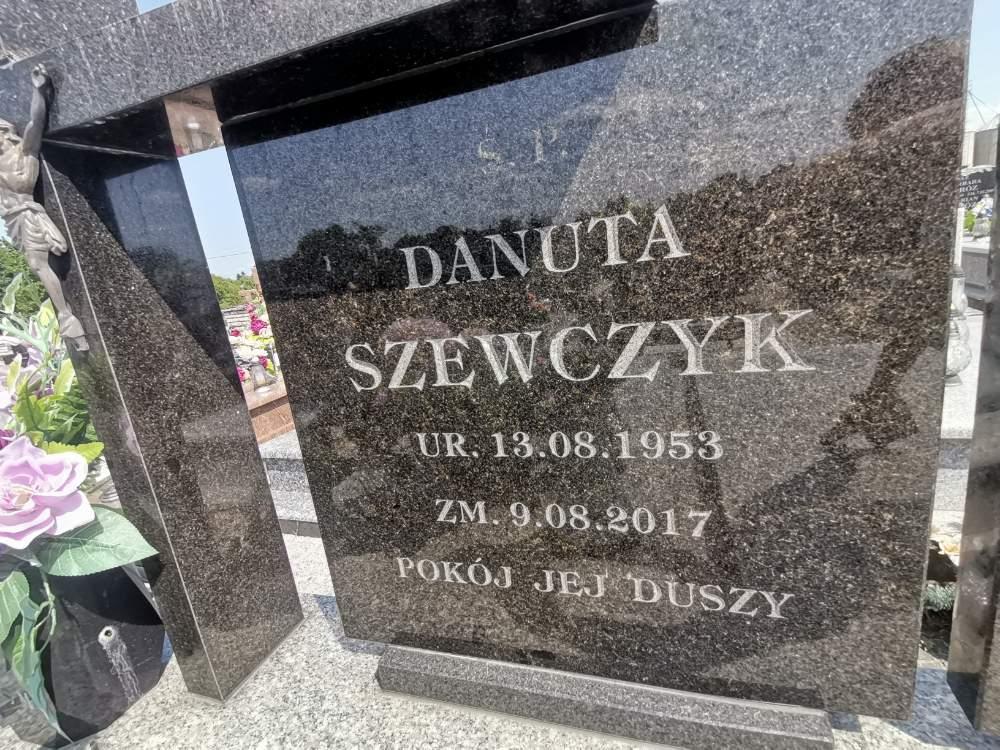 Ś. P.
DANUTA
SZEWCZYK
UR. 13.08.1953
ZM. 9.08.2017
POKÓJ JEJ DUSZY